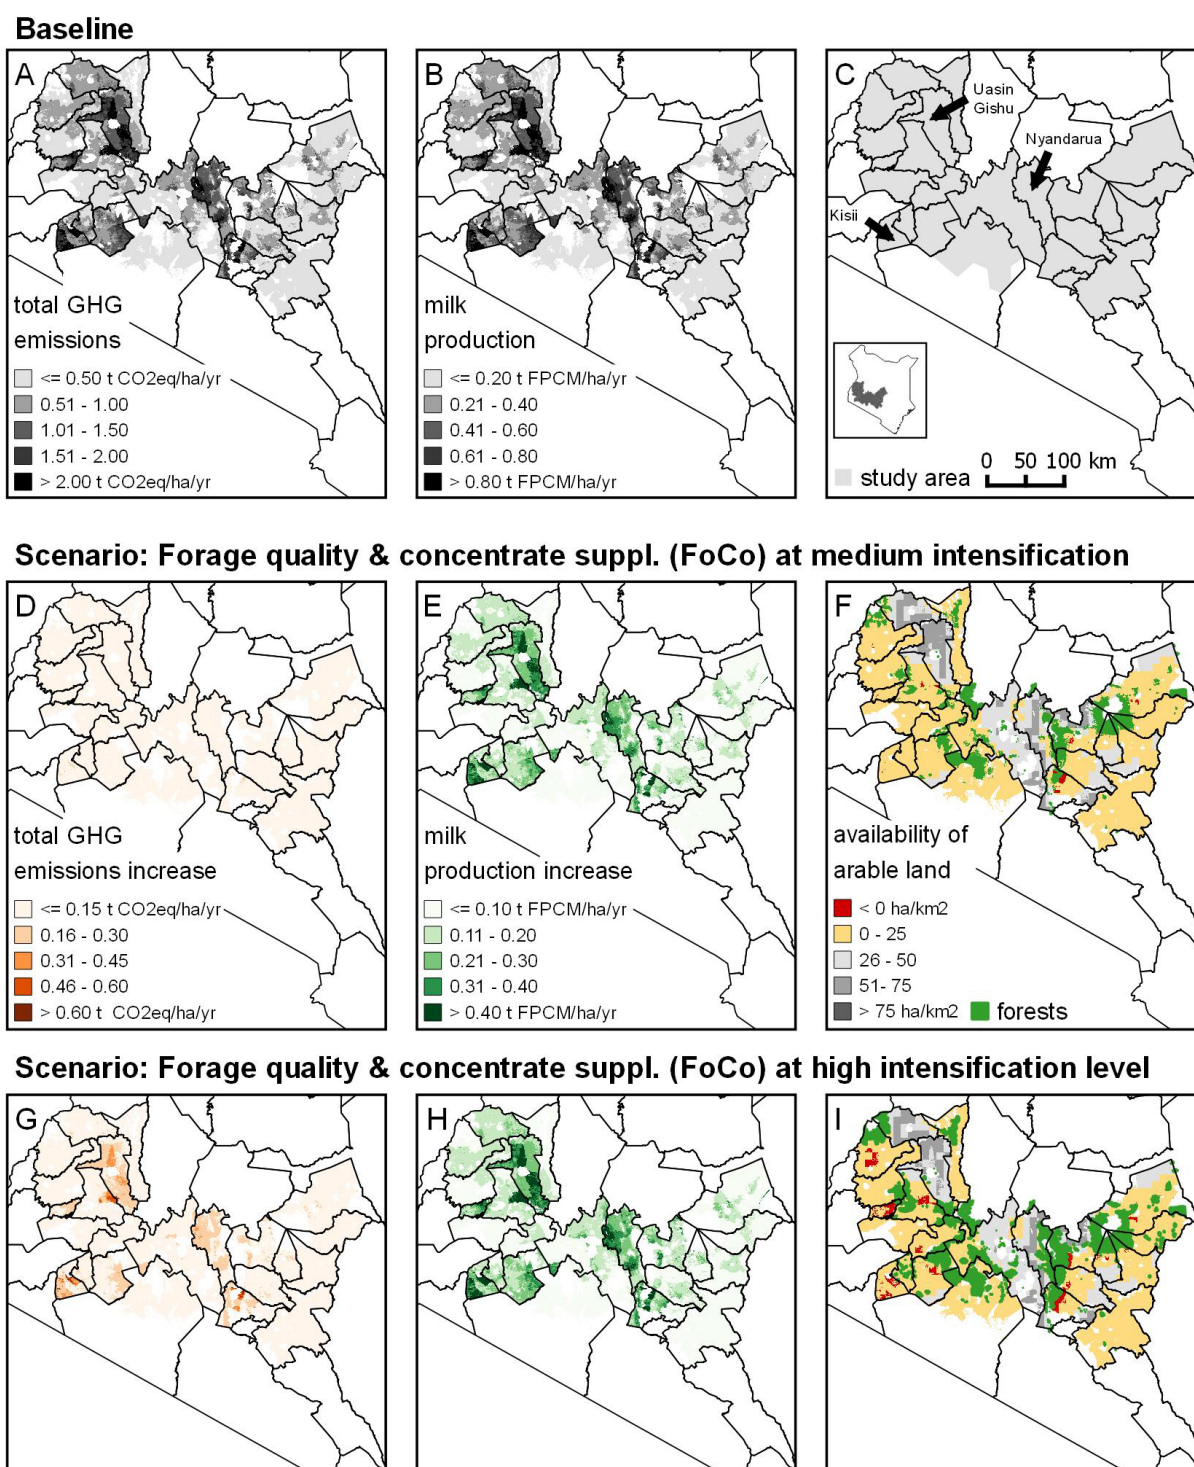 Baseline
A
total GHG
emissions
<= 0.50 t CO2eq/ha/yr
0.51 - 1.00
1.01 - 1.50
1.51 - 2.00
> 2.00 t CO2eq/ha/yr
B
milk
production
<= 0.20 t FPCM/ha/yr
0.21 - 0.40
0.41 - 0.60
0.61 - 0.80
> 0.80 t FPCM/ha/yr
C
Uasin
Gishu
Nyandarua
Kisii
study area
0 50 100 km
Scenario: Forage quality & concentrate suppl. (FoCo) at medium intensification
D
total GHG
emissions increase
<= 0.15 t CO2eq/ha/yr
0.16 - 0.30
0.31 - 0.45
0.46 - 0.60
> 0.60 t CO2eq/ha/yr
E
milk
production increase
<= 0.10 t FPCM/ha/yr
0.11 - 0.20
0.21 - 0.30
0.31 - 0.40
> 0.40 t FPCM/ha/yr
F
availability of
arable land
< 0 ha/km2
0 - 25
26 - 50
51- 75
> 75 ha/km2
forests
Scenario: Forage quality & concentrate suppl. (FoCo) at high intensification level
G
H
I